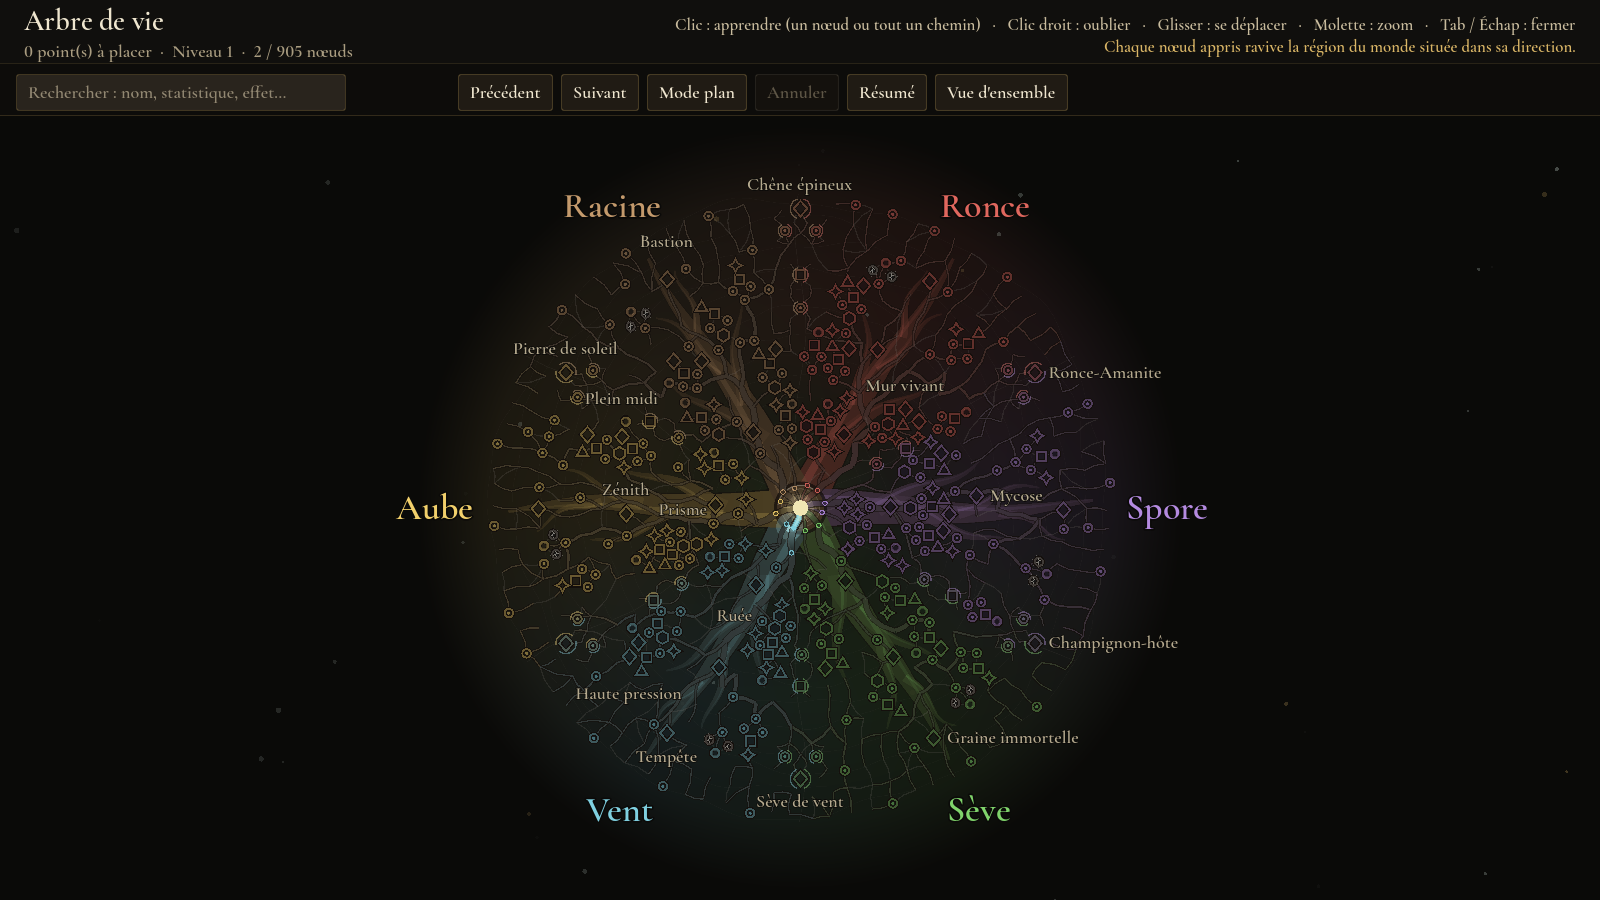 Arbre de vie
0 point(s) à placer · Niveau 1 · 2 / 905 nœuds
Clic : apprendre (un nœud ou tout un chemin) · Clic droit : oublier · Glisser : se déplacer · Molette : zoom · Tab / Échap : fermer
Chaque nœud appris ravive la région du monde située dans sa direction.
Rechercher : nom, statistique, effet...
Précédent
Suivant
Mode plan
Annuler
Résumé
Vue d'ensemble
Chêne épineux
Racine
Ronce
Bastion
Pierre de soleil
Ronce-Amanite
Mur vivant
Plein midi
Zénith
Mycose
Aube
Prisme
Spore
Ruée
Champignon-hôte
Haute pression
Graine immortelle
Tempête
Sève de vent
Vent
Sève